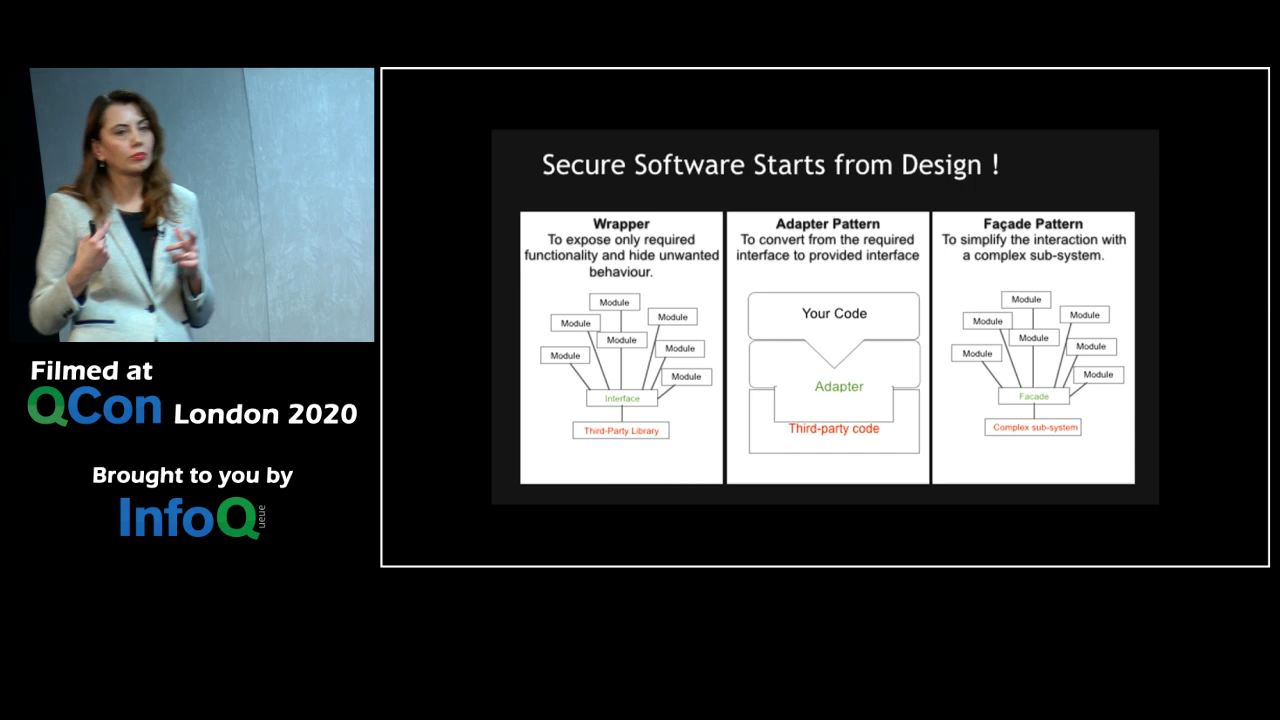 Secure Software Starts from Design !
Wrapper
To expose only required
functionality and hide unwanted
behaviour.
Module
Module
Module
Module
Module
Module
Module
Interface
Third-Party Library
Adapter Pattern
To convert from the required
interface to provided interface
Your Code
Adapter
Third-party code
Façade Pattern
To simplify the interaction with
a complex sub-system.
Module
Module
Module
Module
Module
Module
Module
Facade
Complex sub-system
Filmed at
QCon London 2020
Brought to you by
InfoQ
ueue